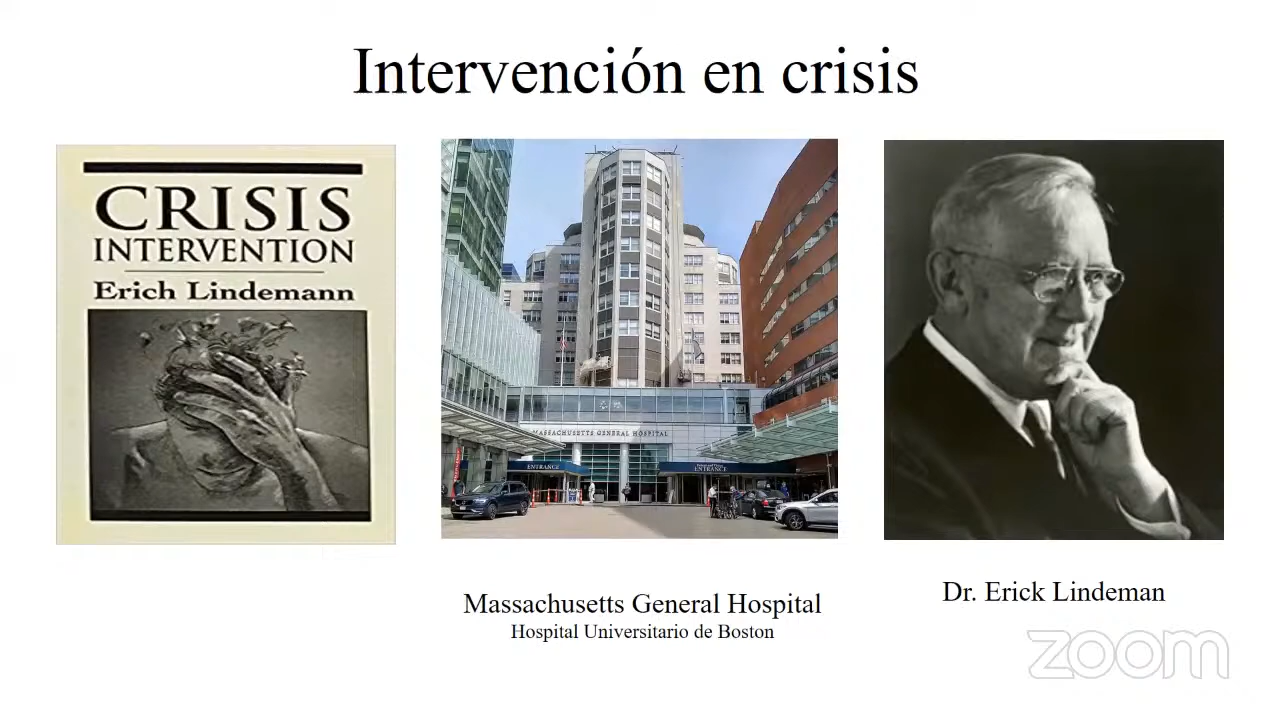 Intervención en crisis
CRISIS
INTERVENTION
Erich Lindemann
MASSACHUSETTS GENERAL HOSPITAL
ENTRANCE
ENTRANCE
Massachusetts General Hospital
Hospital Universitario de Boston
Dr. Erick Lindeman
zoom